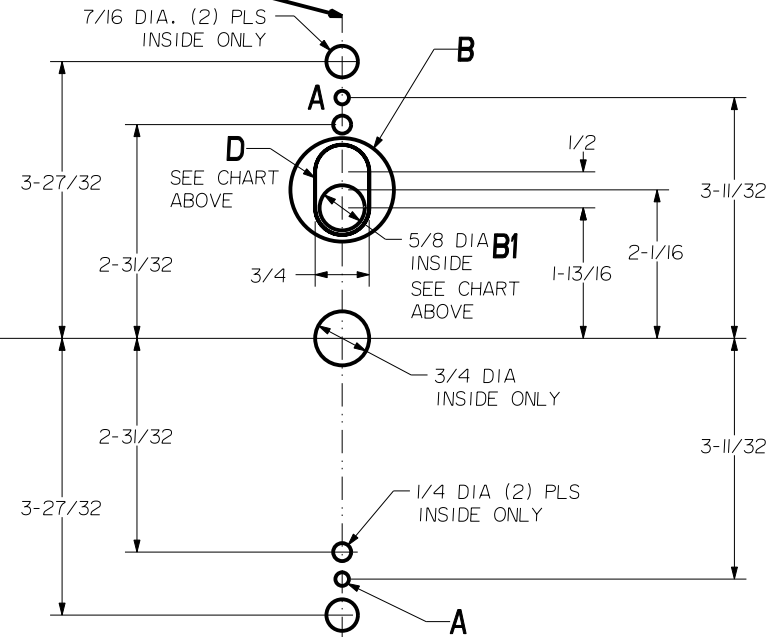 7/16 DIA. (2) PLS
INSIDE ONLY
B
A
1/2
D
SEE CHART
ABOVE
3-27/32
3-11/32
5/8 DIA B1
INSIDE
SEE CHART
ABOVE
2-1/16
2-31/32
3/4
1-13/16
3/4 DIA
INSIDE ONLY
2-31/32
3-11/32
1/4 DIA (2) PLS
INSIDE ONLY
3-27/32
A